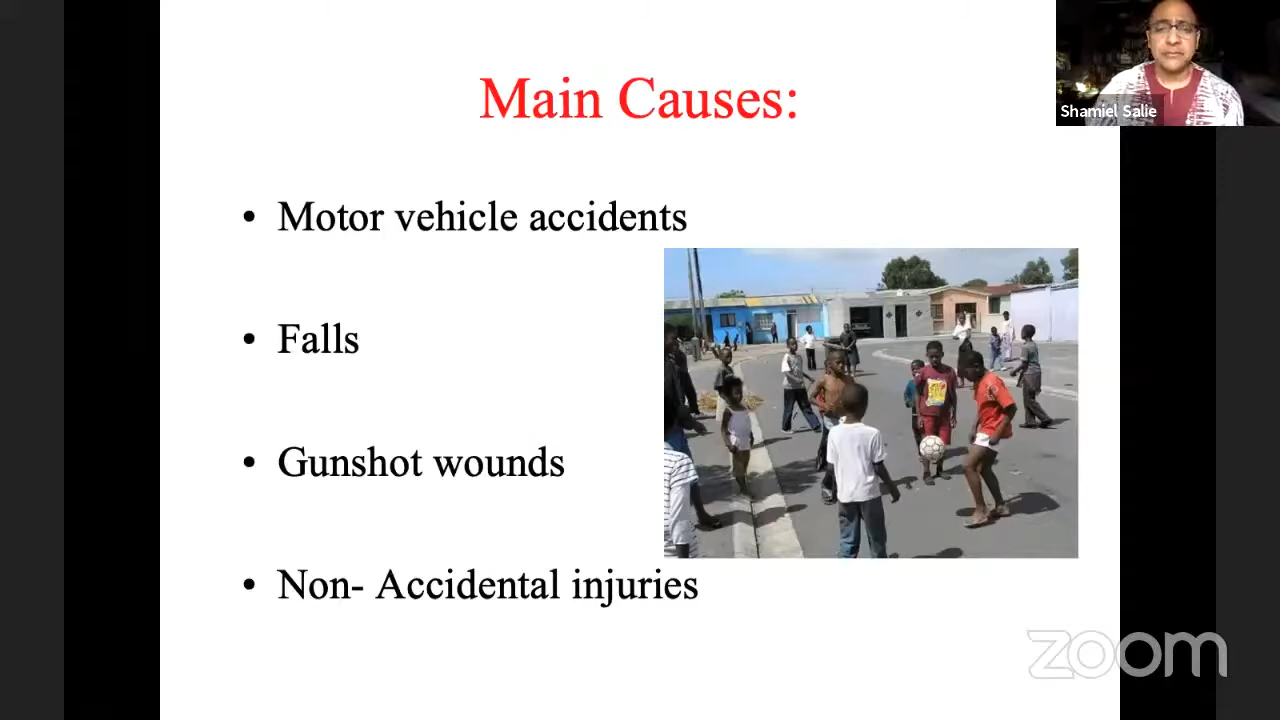 Main Causes:
Shamiel Salie
• Motor vehicle accidents
• Falls
• Gunshot wounds
• Non- Accidental injuries
zoom